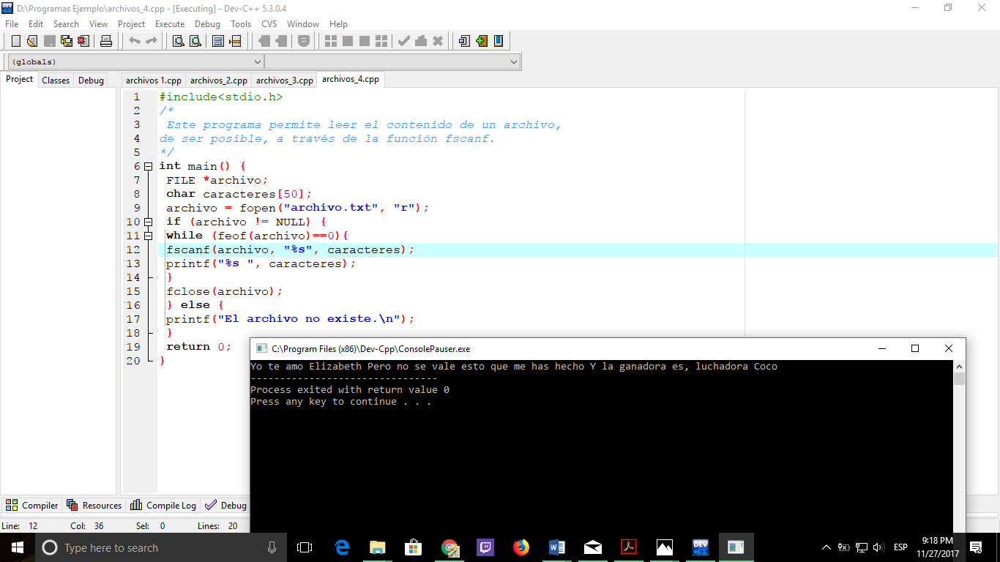 D:\Programas Ejemplo\archivos_4.cpp - [Executing] - Dev-C++ 5.3.0.4
File Edit Search View Project Execute Debug Tools CVS Window Help
(globals)
Project Classes Debug
archivos 1.cpp archivos_2.cpp archivos_3.cpp archivos_4.cpp
1 #include<stdio.h>
2 /*
3 Este programa permite leer el contenido de un archivo,
4 de ser posible, a través de la función fscanf.
5 */
6 int main() {
7 FILE *archivo;
8 char caracteres[50];
9 archivo = fopen("archivo.txt", "r");
10 if (archivo != NULL) {
11 while (feof(archivo)==0){
12 fscanf(archivo, "%s", caracteres);
13 printf("%s ", caracteres);
14 }
15 fclose(archivo);
16 } else {
17 printf("El archivo no existe.\n");
18 }
19 return 0;
20 }
C:\Program Files (x86)\Dev-Cpp\ConsolePauser.exe
Yo te amo Elizabeth Pero no se vale esto que me has hecho Y la ganadora es, luchadora Coco
--------------------------------
Process exited with return value 0
Press any key to continue . . .
Compiler Resources Compile Log Debug
Line: 12 Col: 36 Sel: 0 Lines: 20
Type here to search
DEV C++
ESP
9:18 PM
11/27/2017